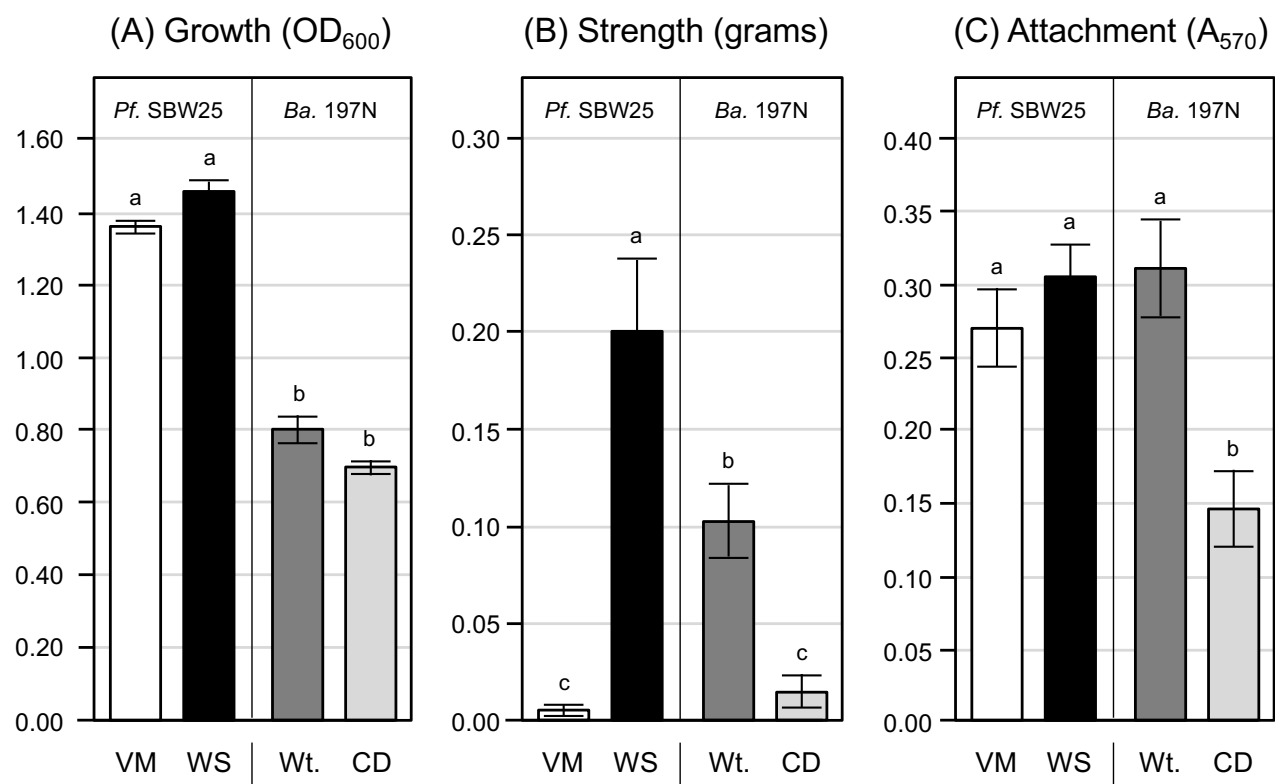 (A) Growth (OD600)
Pf. SBW25 Ba. 197N
1.60
1.40
1.20
1.00
0.80
0.60
0.40
0.20
0.00
a
a
b
b
VM WS Wt. CD
(B) Strength (grams)
Pf. SBW25 Ba. 197N
0.30
0.25
0.20
0.15
0.10
0.05
0.00
c
a
b
c
VM WS Wt. CD
(C) Attachment (A570)
Pf. SBW25 Ba. 197N
0.40
0.35
0.30
0.25
0.20
0.15
0.10
0.05
0.00
a
a
a
b
VM WS Wt. CD